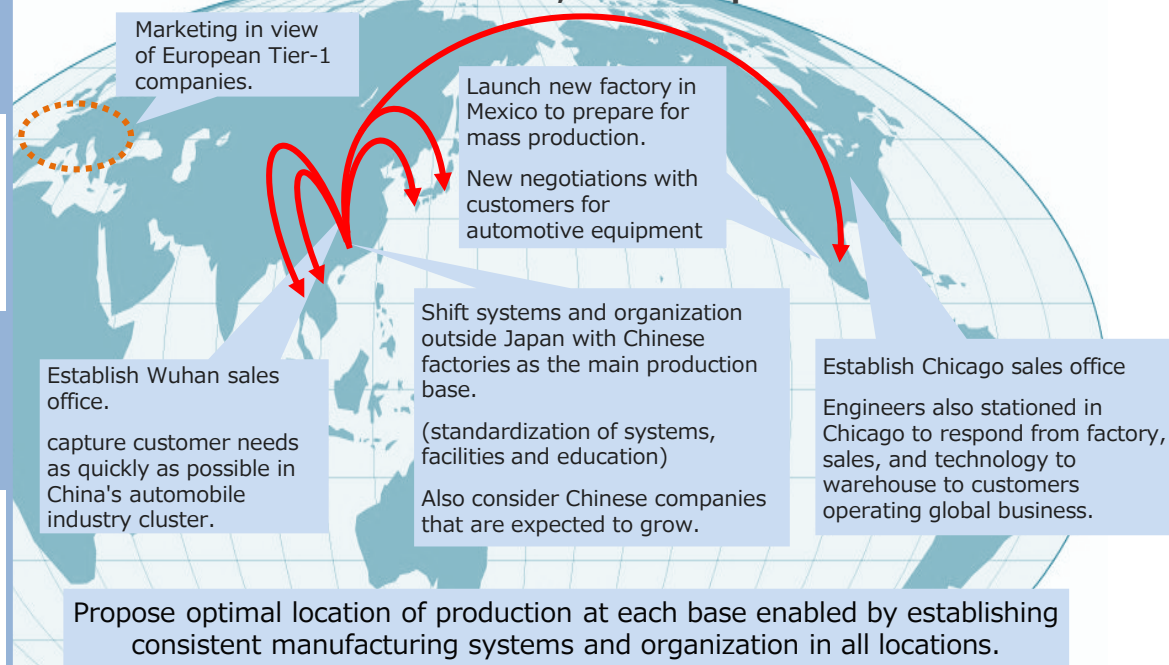 Marketing in view
of European Tier-1
companies.
Launch new factory in
Mexico to prepare for
mass production.
New negotiations with
customers for
automotive equipment
Establish Wuhan sales
office.
capture customer needs
as quickly as possible in
China's automobile
industry cluster.
Shift systems and organization
outside Japan with Chinese
factories as the main production
base.
(standardization of systems,
facilities and education)
Also consider Chinese companies
that are expected to grow.
Establish Chicago sales office
Engineers also stationed in
Chicago to respond from factory,
sales, and technology to
warehouse to customers
operating global business.
Propose optimal location of production at each base enabled by establishing
consistent manufacturing systems and organization in all locations.